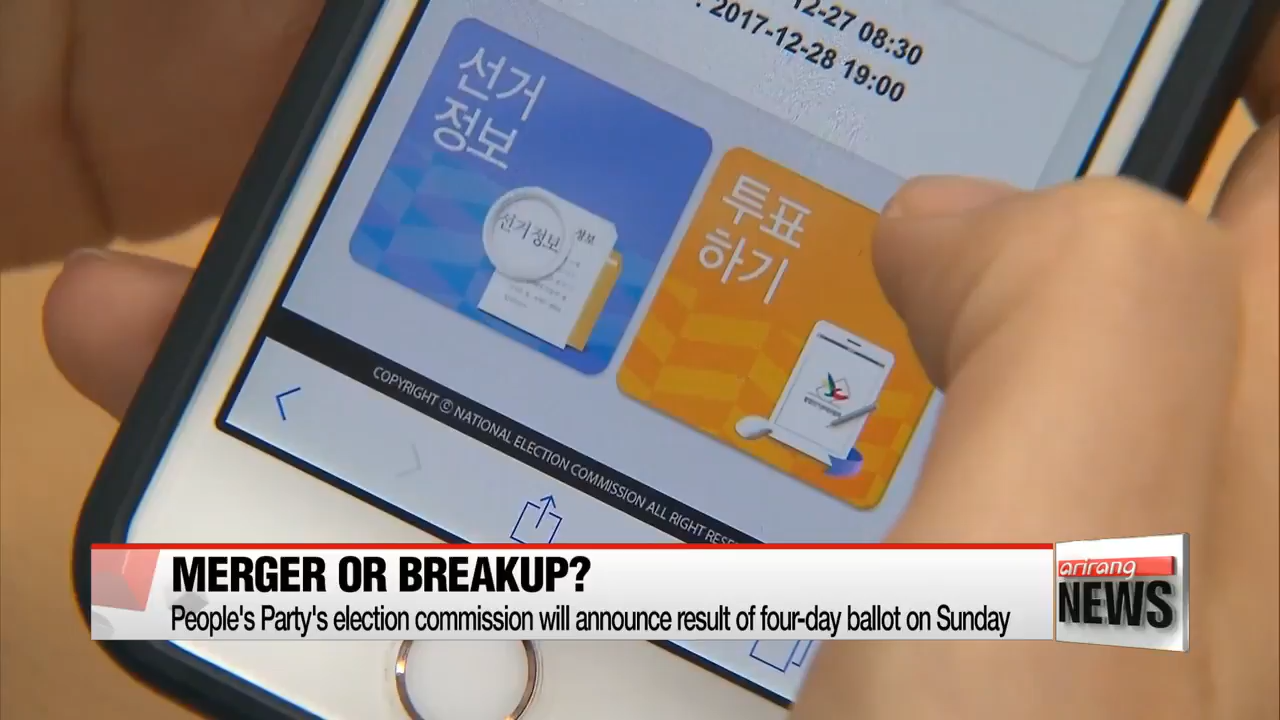 12-27 08:30
: 2017-12-28 19:00
선거
정보
선거정보
정보
투표
하기
COPYRIGHT © NATIONAL ELECTION COMMISSION ALL RIGHT
MERGER OR BREAKUP?
People's Party's election commission will announce result of four-day ballot on Sunday
arirang
NEWS